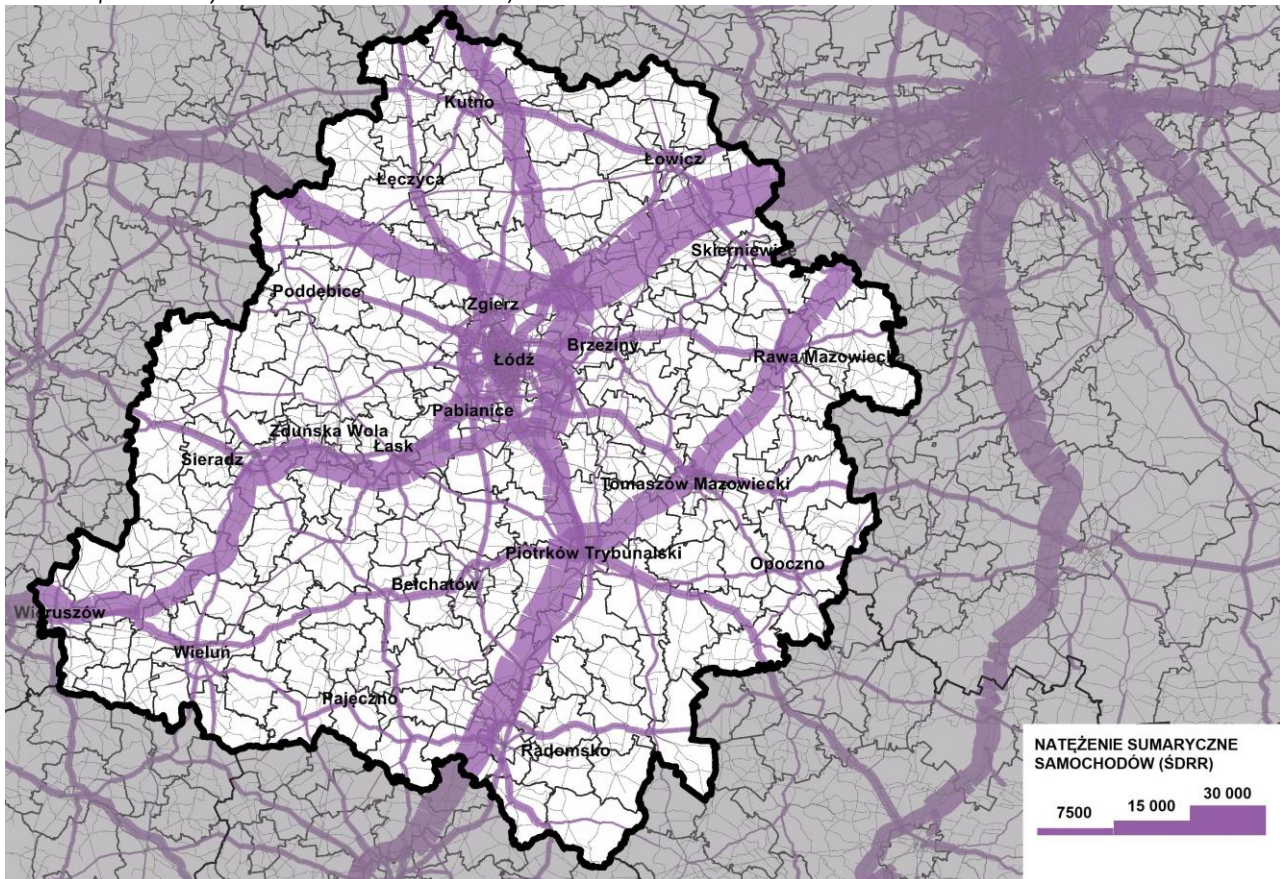 Kutno
Łowicz
Łęczyca
Skierniewi
Poddębice
Zgierz
Brzeziny
Łódź
Rawa Mazowiecka
Pabianice
Zduńska Wola
Łask
Sieradz
Tomaszów Mazowiecki
Piotrków Trybunalski
Opoczno
Bełchatów
Wieruszów
Wieluń
Pajęczno
Radomsko
NATĘŻENIE SUMARYCZNE
SAMOCHODÓW (ŚDRR)
7500 15 000 30 000